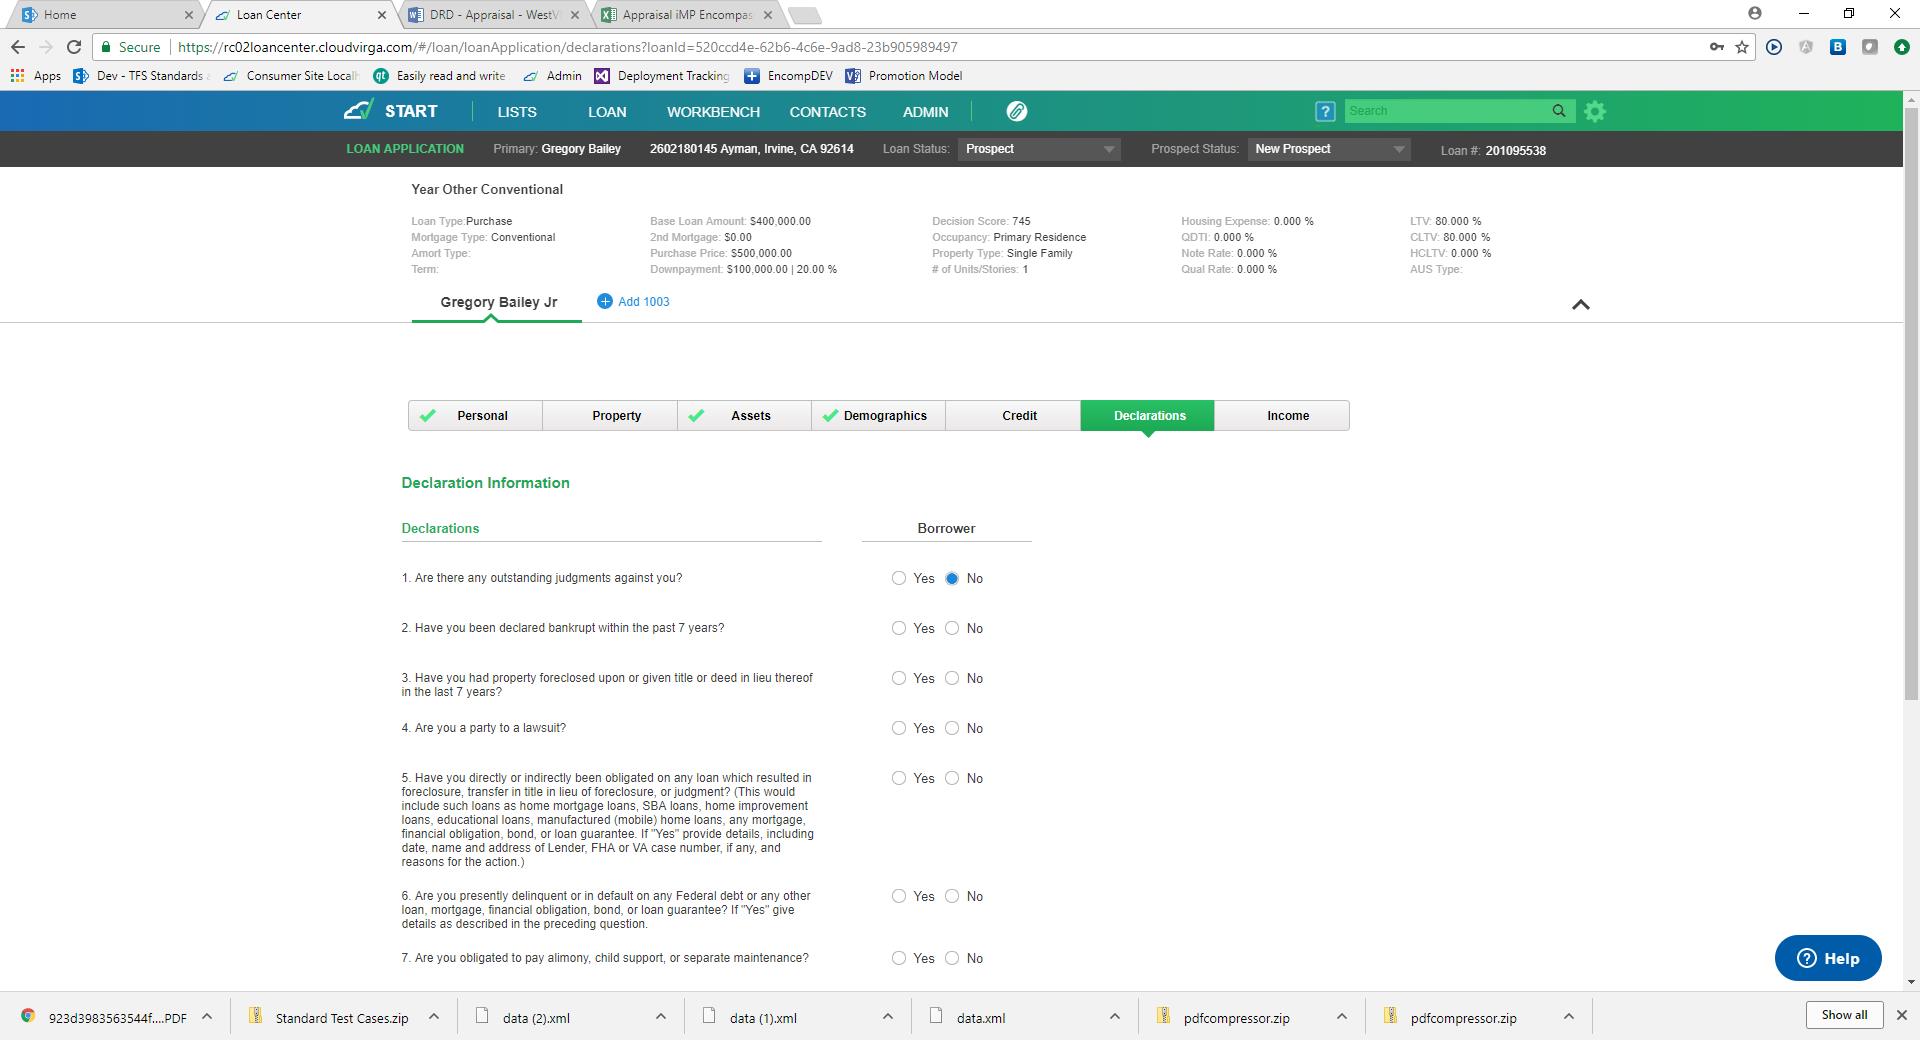 Home
Loan Center
DRD - Appraisal - WestVi
Appraisal iMP Encompas
Secure https://rc02loancenter.cloudvirga.com/#/loan/loanApplication/declarations?loanId=520ccd4e-62b6-4c6e-9ad8-23b905989497
Apps Dev - TFS Standards Consumer Site Local Easily read and write Admin Deployment Tracking EncompDEV Promotion Model
START LISTS LOAN WORKBENCH CONTACTS ADMIN ? Search
LOAN APPLICATION Primary: Gregory Bailey 2602180145 Ayman, Irvine, CA 92614 Loan Status: Prospect Prospect Status: New Prospect Loan #: 201095538
Year Other Conventional
Loan Type:Purchase Base Loan Amount: $400,000.00 Decision Score: 745 Housing Expense: 0.000 % LTV: 80.000 %
Mortgage Type: Conventional 2nd Mortgage: $0.00 Occupancy: Primary Residence QDTI: 0.000 % CLTV: 80.000 %
Amort Type: Purchase Price: $500,000.00 Property Type: Single Family Note Rate: 0.000 % HCLTV: 0.000 %
Term: Downpayment: $100,000.00 | 20.00 % # of Units/Stories: 1 Qual Rate: 0.000 % AUS Type:
Gregory Bailey Jr Add 1003
Personal Property Assets Demographics Credit Declarations Income
Declaration Information
Declarations Borrower
1. Are there any outstanding judgments against you? Yes No
2. Have you been declared bankrupt within the past 7 years? Yes No
3. Have you had property foreclosed upon or given title or deed in lieu thereof Yes No
in the last 7 years?
4. Are you a party to a lawsuit? Yes No
5. Have you directly or indirectly been obligated on any loan which resulted in Yes No
foreclosure, transfer in title in lieu of foreclosure, or judgment? (This would
include such loans as home mortgage loans, SBA loans, home improvement
loans, educational loans, manufactured (mobile) home loans, any mortgage,
financial obligation, bond, or loan guarantee. If "Yes" provide details, including
date, name and address of Lender, FHA or VA case number, if any, and
reasons for the action.)
6. Are you presently delinquent or in default on any Federal debt or any other Yes No
loan, mortgage, financial obligation, bond, or loan guarantee? If "Yes" give
details as described in the preceding question.
7. Are you obligated to pay alimony, child support, or separate maintenance? Yes No
? Help
923d3983563544f....PDF Standard Test Cases.zip data (2).xml data (1).xml data.xml pdfcompressor.zip pdfcompressor.zip Show all